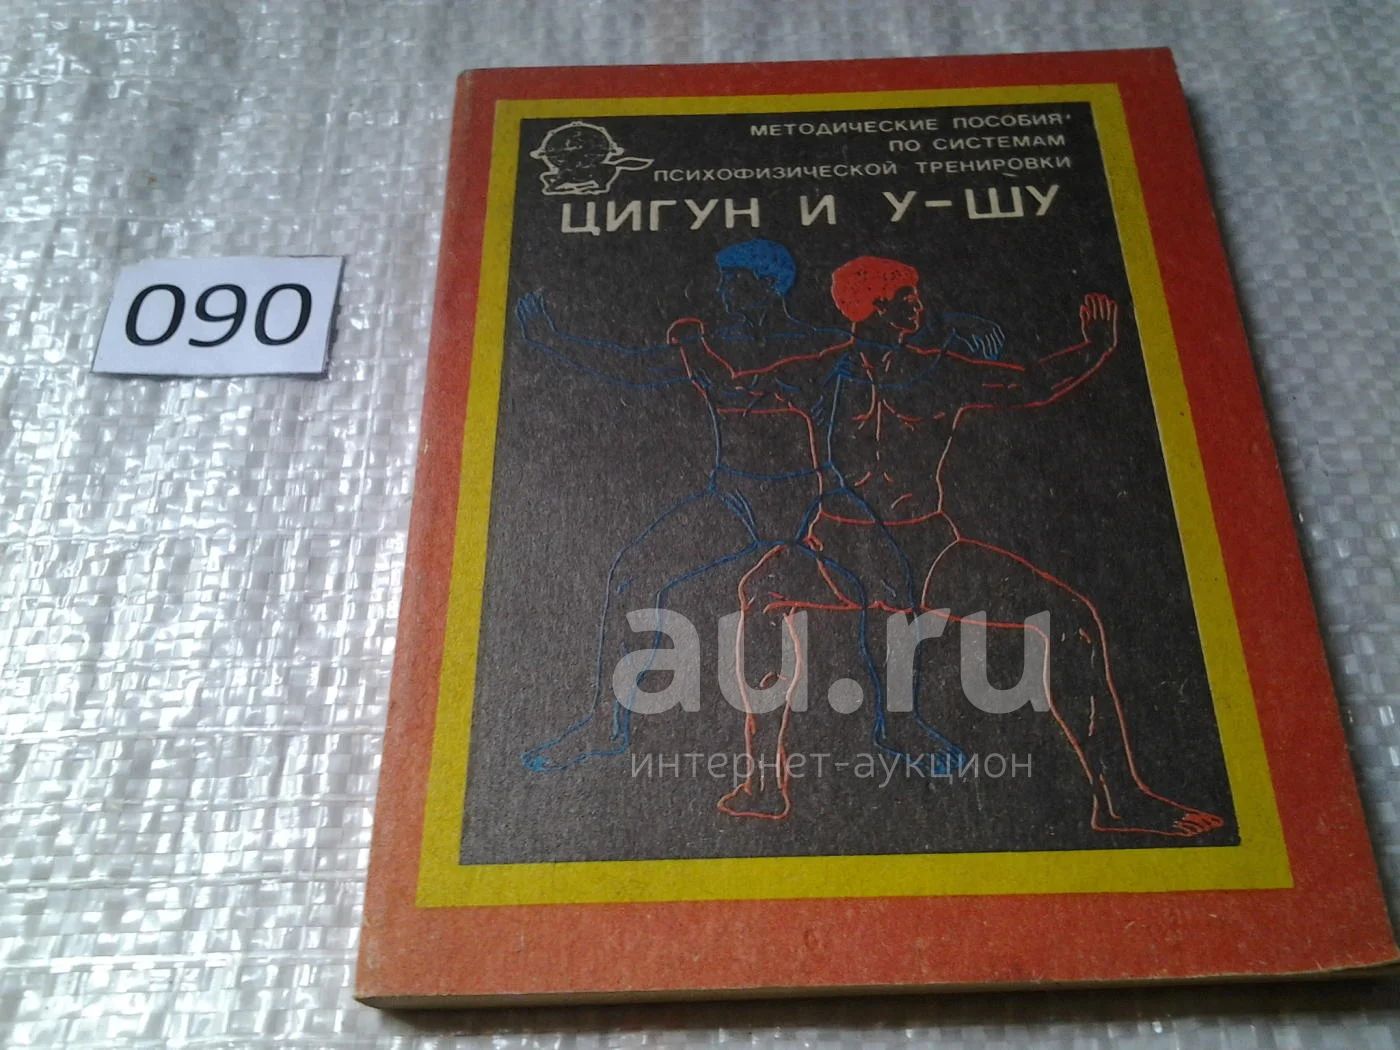 МЕТОДИЧЕСКИЕ ПОСОБИЯ
ПО СИСТЕМАМ
ПСИХОФИЗИЧЕСКОЙ ТРЕНИРОВКИ
ЦИГУН И У-ШУ
090
au.ru
интернет-аукцион